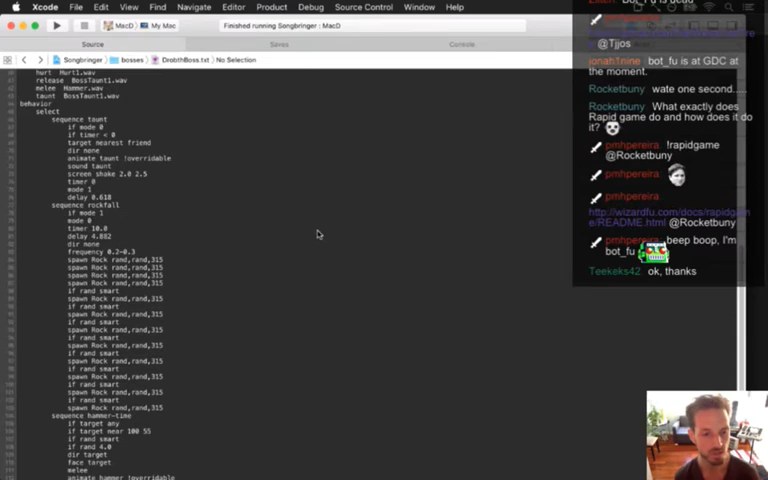 Xcode File Edit View Find Navigate Editor Product Debug Source Control Window Help
MacD My Mac
Finished running Songbringer : MacD
Source Saves Console
Songbringer bosses DrobthBoss.txt No Selection
hurt Hurt1.wav
release BossTaunt1.wav
melee Hammer.wav
taunt BossTaunt1.wav
behavior
select
sequence taunt
if mode 0
if timer < 0
target nearest friend
dir none
animate taunt !overridable
sound taunt
screen shake 2.0 2.5
timer 0
mode 1
delay 0.618
sequence rockfall
if mode 1
mode 0
timer 10.0
delay 4.882
dir none
frequency 0.2~0.3
spawn Rock rand,rand,315
spawn Rock rand,rand,315
spawn Rock rand,rand,315
spawn Rock rand,rand,315
if rand smart
spawn Rock rand,rand,315
if rand smart
spawn Rock rand,rand,315
if rand smart
spawn Rock rand,rand,315
if rand smart
spawn Rock rand,rand,315
if rand smart
spawn Rock rand,rand,315
if rand smart
spawn Rock rand,rand,315
if rand smart
spawn Rock rand,rand,315
if rand smart
spawn Rock rand,rand,315
sequence hammer-time
if target any
if target near 100 55
if rand smart
if rand 4.0
dir target
face target
melee
animate hammer !overridable
@Tjjos
jonah1nine bot_fu is at GDC at
the moment.
Rocketbuny wate one second.....
Rocketbuny What exactly does
Rapid game do and how does it do
it?
pmhpereira !rapidgame
@Rocketbuny
pmhpereira
pmhpereira
http://wizardfu.com/docs/rapidgam
e/README.html @Rocketbuny
pmhpereira beep boop, I'm
bot_fu
Teekeks42 ok, thanks